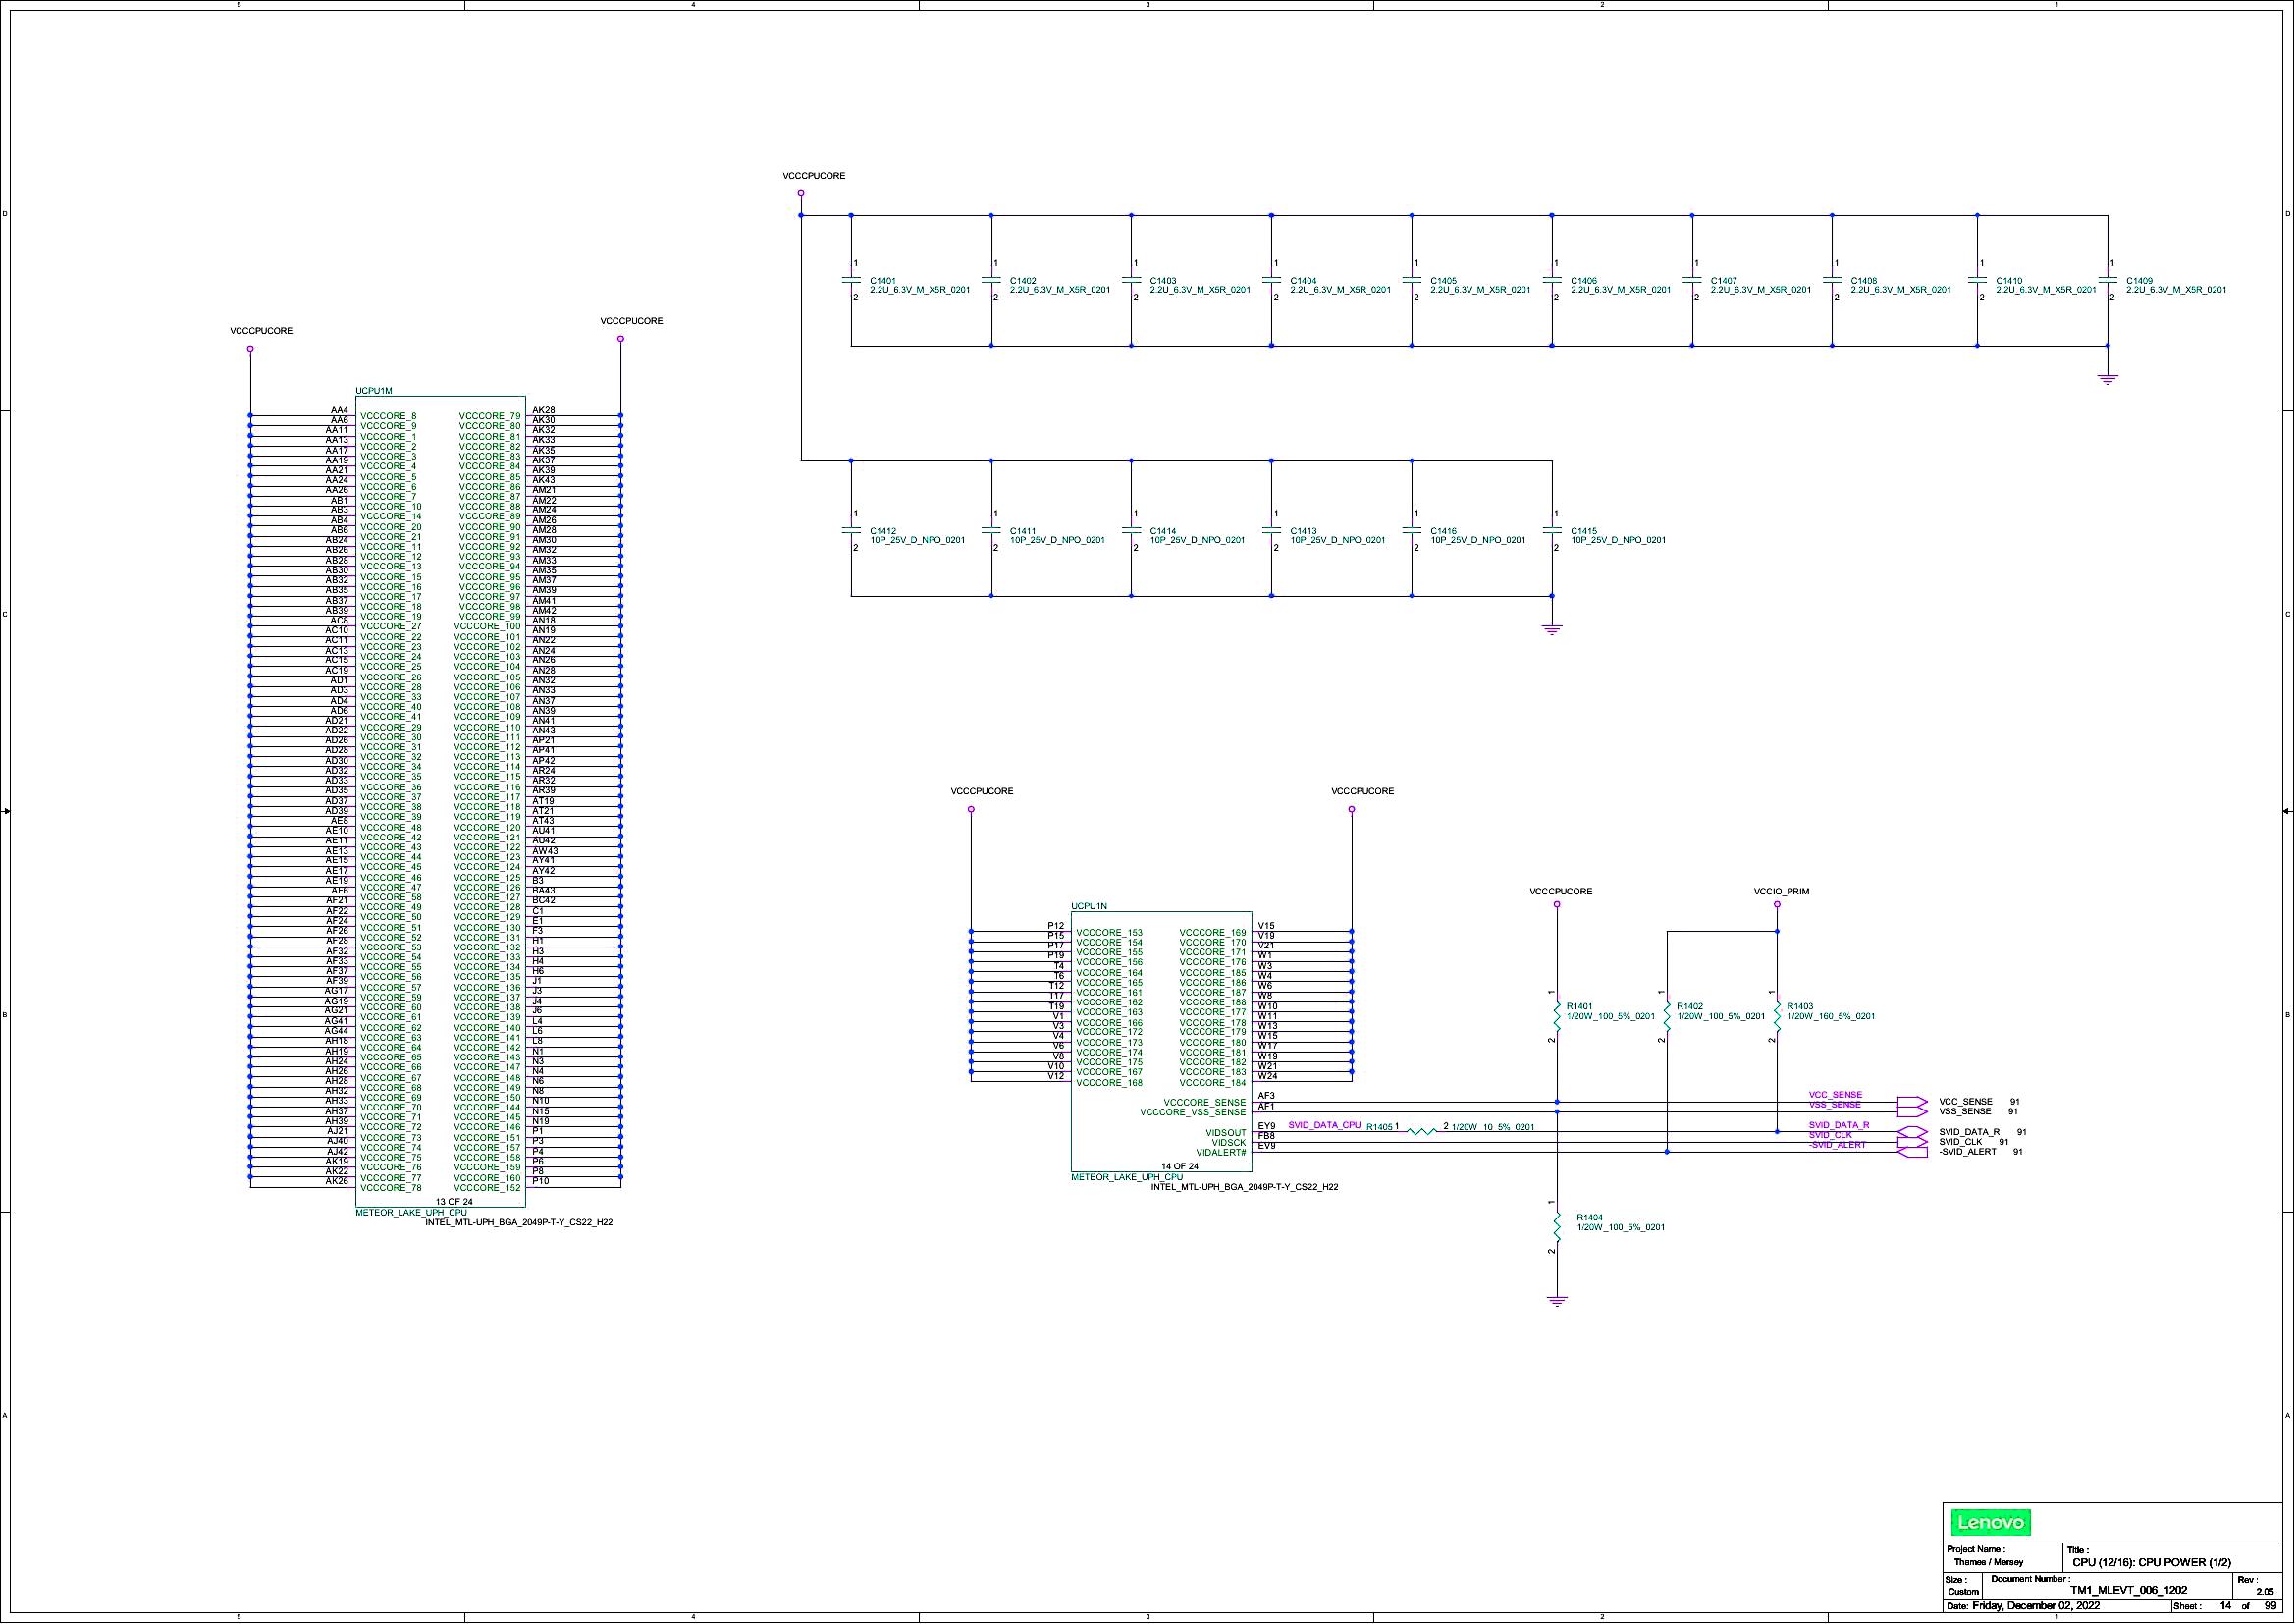 VCCCPUCORE
C1401
2.2U_6.3V_M_X5R_0201
C1402
2.2U_6.3V_M_X5R_0201
C1403
2.2U_6.3V_M_X5R_0201
C1404
2.2U_6.3V_M_X5R_0201
C1405
2.2U_6.3V_M_X5R_0201
C1406
2.2U_6.3V_M_X5R_0201
C1407
2.2U_6.3V_M_X5R_0201
C1408
2.2U_6.3V_M_X5R_0201
C1410
2.2U_6.3V_M_X5R_0201
C1409
2.2U_6.3V_M_X5R_0201
C1412
10P_25V_D_NPO_0201
C1411
10P_25V_D_NPO_0201
C1414
10P_25V_D_NPO_0201
C1413
10P_25V_D_NPO_0201
C1416
10P_25V_D_NPO_0201
C1415
10P_25V_D_NPO_0201
VCCCPUCORE
VCCCPUCORE
UCPU1M
AA4 VCCCORE_8 VCCCORE_79 AK28
AA6 VCCCORE_9 VCCCORE_80 AK30
AA11 VCCCORE_1 VCCCORE_81 AK32
AA13 VCCCORE_2 VCCCORE_82 AK33
AA17 VCCCORE_3 VCCCORE_83 AK35
AA19 VCCCORE_4 VCCCORE_84 AK37
AA21 VCCCORE_5 VCCCORE_85 AK39
AA24 VCCCORE_6 VCCCORE_86 AK43
AA26 VCCCORE_7 VCCCORE_87 AM21
AB1 VCCCORE_10 VCCCORE_88 AM22
AB3 VCCCORE_14 VCCCORE_89 AM24
AB4 VCCCORE_20 VCCCORE_90 AM26
AB6 VCCCORE_21 VCCCORE_91 AM28
AB24 VCCCORE_11 VCCCORE_92 AM30
AB26 VCCCORE_12 VCCCORE_93 AM32
AB28 VCCCORE_13 VCCCORE_94 AM33
AB30 VCCCORE_15 VCCCORE_95 AM35
AB32 VCCCORE_16 VCCCORE_96 AM37
AB35 VCCCORE_17 VCCCORE_97 AM39
AB37 VCCCORE_18 VCCCORE_98 AM41
AB39 VCCCORE_19 VCCCORE_99 AM42
AC8 VCCCORE_27 VCCCORE_100 AN18
AC10 VCCCORE_22 VCCCORE_101 AN19
AC11 VCCCORE_23 VCCCORE_102 AN22
AC13 VCCCORE_24 VCCCORE_103 AN24
AC15 VCCCORE_25 VCCCORE_104 AN26
AC19 VCCCORE_26 VCCCORE_105 AN28
AD1 VCCCORE_28 VCCCORE_106 AN32
AD3 VCCCORE_33 VCCCORE_107 AN33
AD4 VCCCORE_40 VCCCORE_108 AN37
AD6 VCCCORE_41 VCCCORE_109 AN39
AD21 VCCCORE_29 VCCCORE_110 AN41
AD22 VCCCORE_30 VCCCORE_111 AN43
AD26 VCCCORE_31 VCCCORE_112 AP21
AD28 VCCCORE_32 VCCCORE_113 AP41
AD30 VCCCORE_34 VCCCORE_114 AP42
AD32 VCCCORE_35 VCCCORE_115 AR24
AD33 VCCCORE_36 VCCCORE_116 AR32
AD35 VCCCORE_37 VCCCORE_117 AR39
AD37 VCCCORE_38 VCCCORE_118 AT19
AD39 VCCCORE_39 VCCCORE_119 AT21
AE8 VCCCORE_48 VCCCORE_120 AT43
AE10 VCCCORE_42 VCCCORE_121 AU41
AE11 VCCCORE_43 VCCCORE_122 AU42
AE13 VCCCORE_44 VCCCORE_123 AW43
AE15 VCCCORE_45 VCCCORE_124 AY41
AE17 VCCCORE_46 VCCCORE_125 AY42
AE19 VCCCORE_47 VCCCORE_126 B3
AF6 VCCCORE_58 VCCCORE_127 BA43
AF21 VCCCORE_49 VCCCORE_128 BC42
AF22 VCCCORE_50 VCCCORE_129 C1
AF24 VCCCORE_51 VCCCORE_130 E1
AF26 VCCCORE_52 VCCCORE_131 F3
AF28 VCCCORE_53 VCCCORE_132 H1
AF32 VCCCORE_54 VCCCORE_133 H3
AF33 VCCCORE_55 VCCCORE_134 H4
AF37 VCCCORE_56 VCCCORE_135 H6
AF39 VCCCORE_57 VCCCORE_136 J1
AG17 VCCCORE_59 VCCCORE_137 J3
AG19 VCCCORE_60 VCCCORE_138 J4
AG21 VCCCORE_61 VCCCORE_139 J6
AG41 VCCCORE_62 VCCCORE_140 L4
AG44 VCCCORE_63 VCCCORE_141 L6
AH18 VCCCORE_64 VCCCORE_142 L8
AH19 VCCCORE_65 VCCCORE_143 N1
AH24 VCCCORE_66 VCCCORE_147 N3
AH26 VCCCORE_67 VCCCORE_148 N4
AH28 VCCCORE_68 VCCCORE_149 N6
AH32 VCCCORE_69 VCCCORE_150 N8
AH33 VCCCORE_70 VCCCORE_144 N10
AH37 VCCCORE_71 VCCCORE_145 N15
AH39 VCCCORE_72 VCCCORE_146 N19
AJ21 VCCCORE_73 VCCCORE_151 P1
AJ40 VCCCORE_74 VCCCORE_157 P3
AJ42 VCCCORE_75 VCCCORE_158 P4
AK19 VCCCORE_76 VCCCORE_159 P6
AK22 VCCCORE_77 VCCCORE_160 P8
AK26 VCCCORE_78 VCCCORE_152 P10
13 OF 24
METEOR_LAKE_UPH_CPU
INTEL_MTL-UPH_BGA_2049P-T-Y_CS22_H22
VCCCPUCORE
VCCCPUCORE
UCPU1N
P12 VCCCORE_153 VCCCORE_169 V15
P15 VCCCORE_154 VCCCORE_170 V19
P17 VCCCORE_155 VCCCORE_171 V21
P19 VCCCORE_156 VCCCORE_176 W1
T4 VCCCORE_164 VCCCORE_185 W3
T6 VCCCORE_165 VCCCORE_186 W4
T12 VCCCORE_161 VCCCORE_187 W6
T17 VCCCORE_162 VCCCORE_188 W8
T19 VCCCORE_163 VCCCORE_177 W10
V1 VCCCORE_166 VCCCORE_178 W11
V3 VCCCORE_172 VCCCORE_179 W13
V4 VCCCORE_173 VCCCORE_180 W15
V6 VCCCORE_174 VCCCORE_181 W17
V8 VCCCORE_175 VCCCORE_182 W19
V10 VCCCORE_167 VCCCORE_183 W21
V12 VCCCORE_168 VCCCORE_184 W24
VCCCORE_SENSE AF3
VCCCORE_VSS_SENSE AF1
VIDSOUT EY9 SVID_DATA_CPU R1405 1 2 1/20W_10_5%_0201
VIDSCK FB8
VIDALERT# EV9
14 OF 24
METEOR_LAKE_UPH_CPU
INTEL_MTL-UPH_BGA_2049P-T-Y_CS22_H22
VCCCPUCORE
VCCIO_PRIM
R1401
1/20W_100_5%_0201
R1402
1/20W_100_5%_0201
R1403
1/20W_160_5%_0201
VCC_SENSE VCC_SENSE 91
VSS_SENSE VSS_SENSE 91
SVID_DATA_R SVID_DATA_R 91
SVID_CLK SVID_CLK 91
-SVID_ALERT -SVID_ALERT 91
R1404
1/20W_100_5%_0201
Lenovo
Project Name :
Thames / Mersey
Title :
CPU (12/16): CPU POWER (1/2)
Size :
Custom
Document Number :
TM1_MLEVT_006_1202
Rev :
2.05
Date: Friday, December 02, 2022
Sheet : 14 of 99